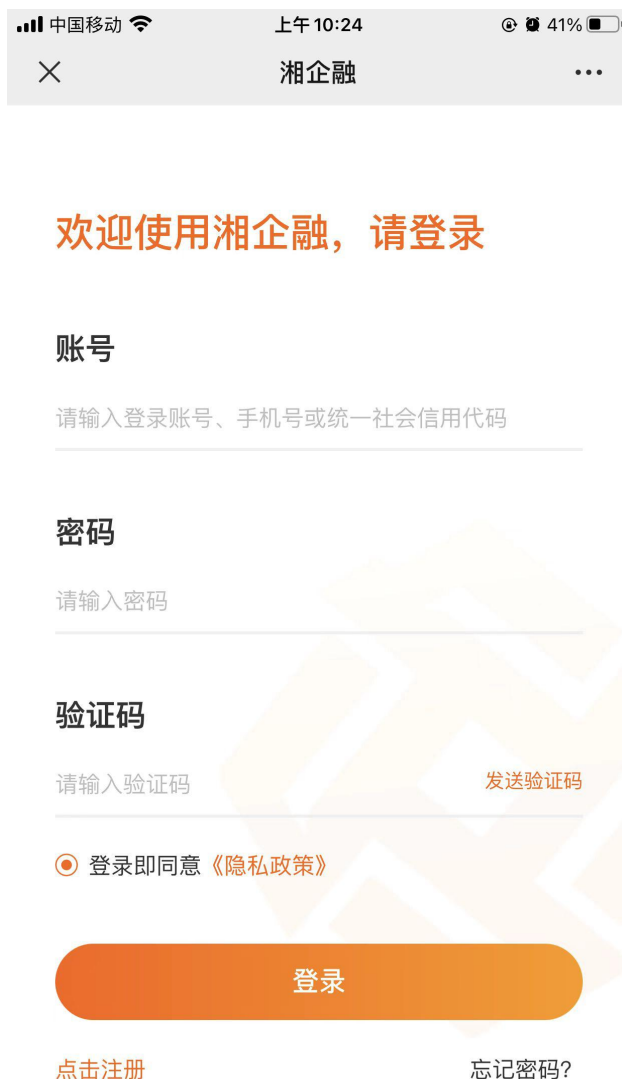 中国移动 上午10:24 41%
湘企融
欢迎使用湘企融，请登录
账号
请输入登录账号、手机号或统一社会信用代码
密码
请输入密码
验证码
请输入验证码 发送验证码
登录即同意《隐私政策》
登录
点击注册 忘记密码?